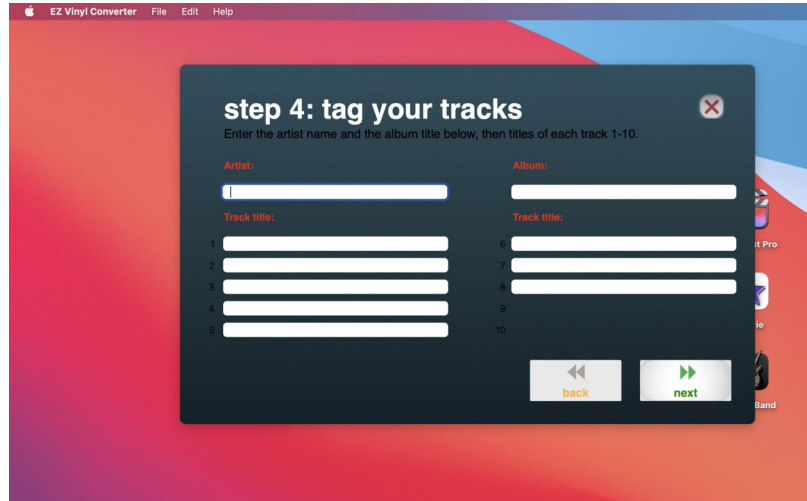 EZ Vinyl Converter File Edit Help
step 4: tag your tracks
Enter the artist name and the album title below, then titles of each track 1-10.
Artist:
Album:
Track title:
Track title:
1
6
2
7
3
8
4
9
5
10
back
next
t Pro
ie
Band